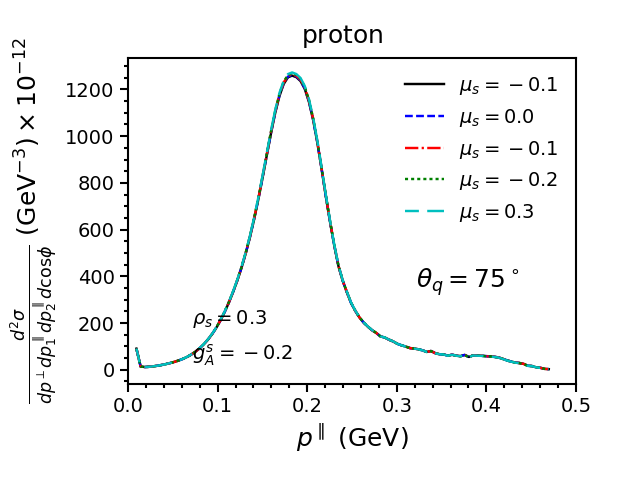 proton
d²σ / dp^⊥ dp₁^∥ dp₂^∥ dcosϕ (GeV⁻³) × 10⁻¹²
1200
1000
800
600
400
200
0
μₛ = −0.1
μₛ = 0.0
μₛ = −0.1
μₛ = −0.2
μₛ = 0.3
θ_q = 75°
ρₛ = 0.3
g_A^s = −0.2
0.0 0.1 0.2 0.3 0.4 0.5
p^∥ (GeV)